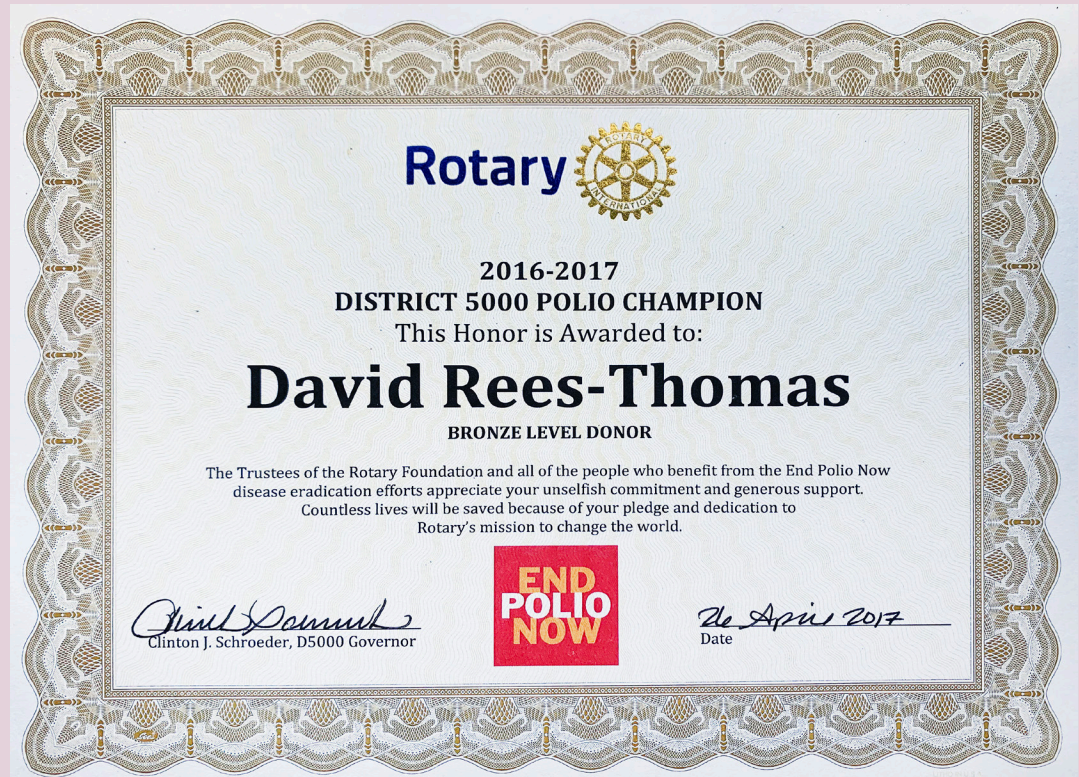 Rotary
ROTARY
INTERNATIONAL
2016-2017
DISTRICT 5000 POLIO CHAMPION
This Honor is Awarded to:
David Rees-Thomas
BRONZE LEVEL DONOR
The Trustees of the Rotary Foundation and all of the people who benefit from the End Polio Now
disease eradication efforts appreciate your unselfish commitment and generous support.
Countless lives will be saved because of your pledge and dedication to
Rotary's mission to change the world.
END
POLIO
NOW
Clinton J. Schroeder, D5000 Governor
26 April 2017
Date